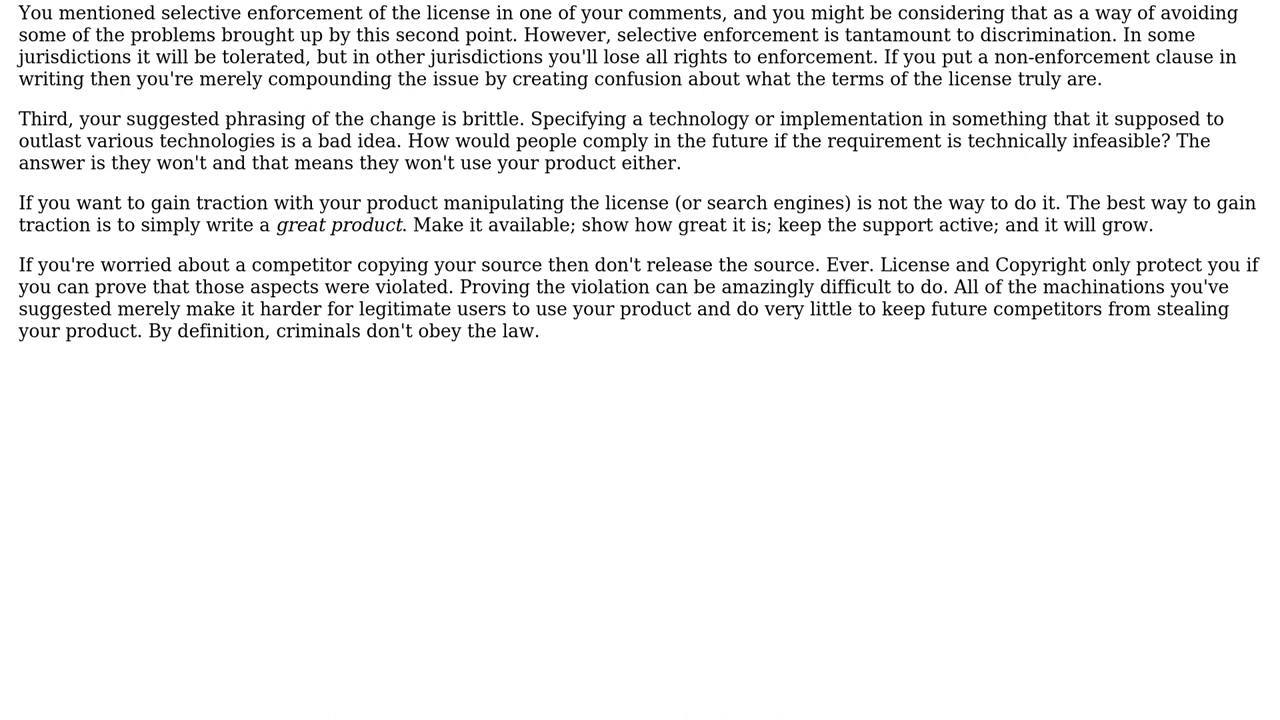 You mentioned selective enforcement of the license in one of your comments, and you might be considering that as a way of avoiding
some of the problems brought up by this second point. However, selective enforcement is tantamount to discrimination. In some
jurisdictions it will be tolerated, but in other jurisdictions you'll lose all rights to enforcement. If you put a non-enforcement clause in
writing then you're merely compounding the issue by creating confusion about what the terms of the license truly are.
Third, your suggested phrasing of the change is brittle. Specifying a technology or implementation in something that it supposed to
outlast various technologies is a bad idea. How would people comply in the future if the requirement is technically infeasible? The
answer is they won't and that means they won't use your product either.
If you want to gain traction with your product manipulating the license (or search engines) is not the way to do it. The best way to gain
traction is to simply write a great product. Make it available; show how great it is; keep the support active; and it will grow.
If you're worried about a competitor copying your source then don't release the source. Ever. License and Copyright only protect you if
you can prove that those aspects were violated. Proving the violation can be amazingly difficult to do. All of the machinations you've
suggested merely make it harder for legitimate users to use your product and do very little to keep future competitors from stealing
your product. By definition, criminals don't obey the law.